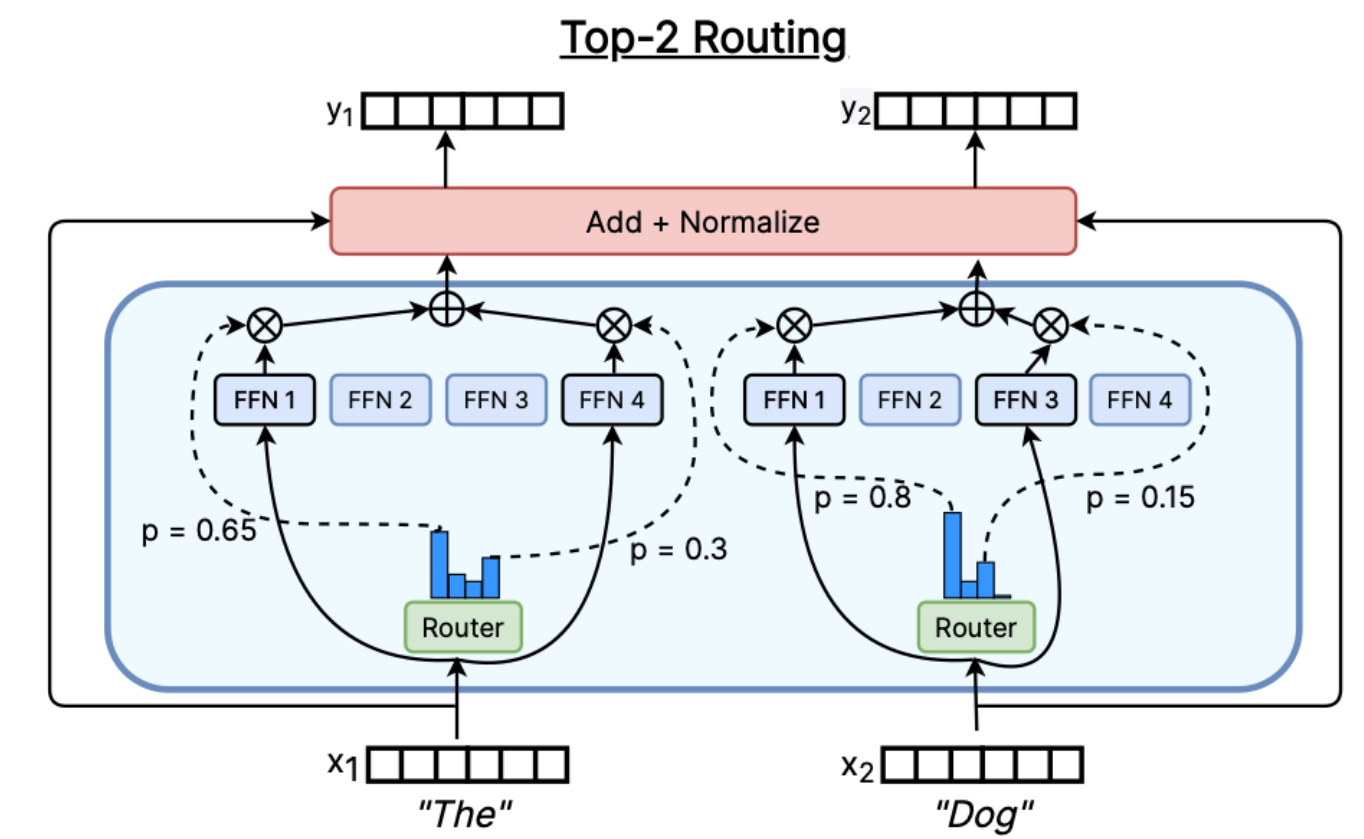 Top-2 Routing
y1 y2
Add + Normalize
FFN 1 FFN 2 FFN 3 FFN 4 FFN 1 FFN 2 FFN 3 FFN 4
p = 0.65 p = 0.3 p = 0.8 p = 0.15
Router Router
x1 x2
"The" "Dog"